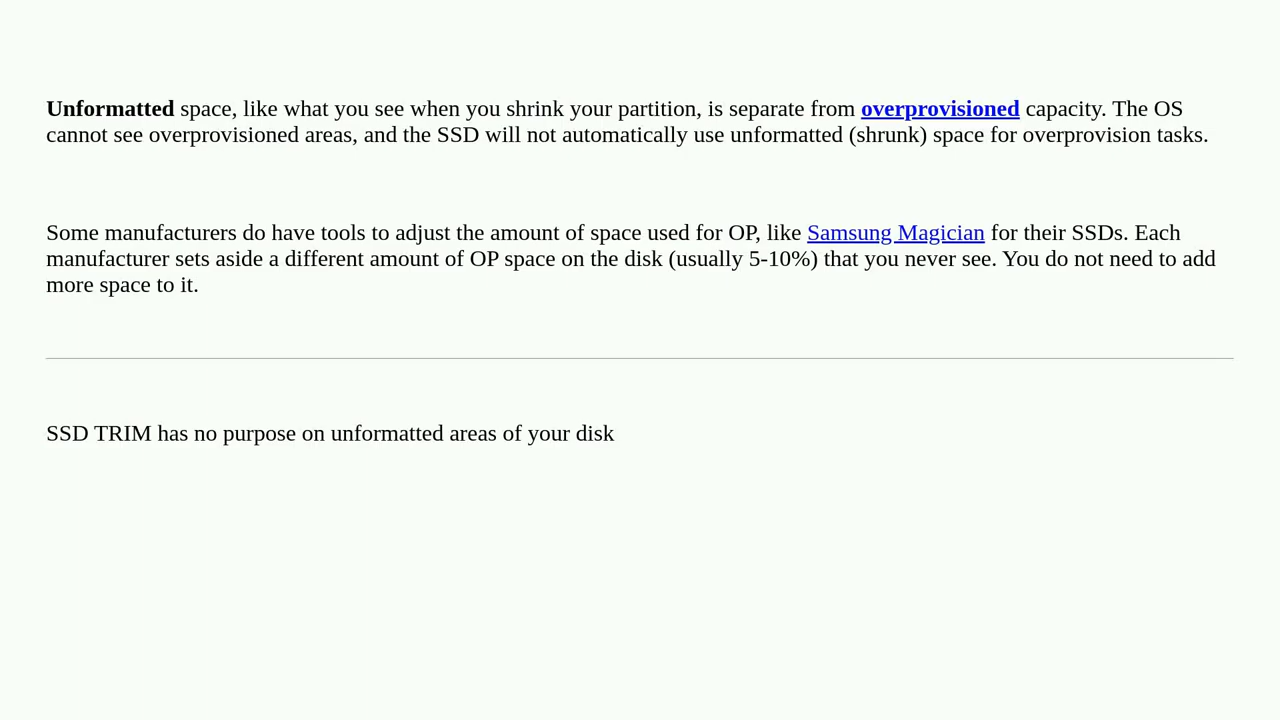 Unformatted space, like what you see when you shrink your partition, is separate from overprovisioned capacity. The OS
cannot see overprovisioned areas, and the SSD will not automatically use unformatted (shrunk) space for overprovision tasks.
Some manufacturers do have tools to adjust the amount of space used for OP, like Samsung Magician for their SSDs. Each
manufacturer sets aside a different amount of OP space on the disk (usually 5-10%) that you never see. You do not need to add
more space to it.
SSD TRIM has no purpose on unformatted areas of your disk